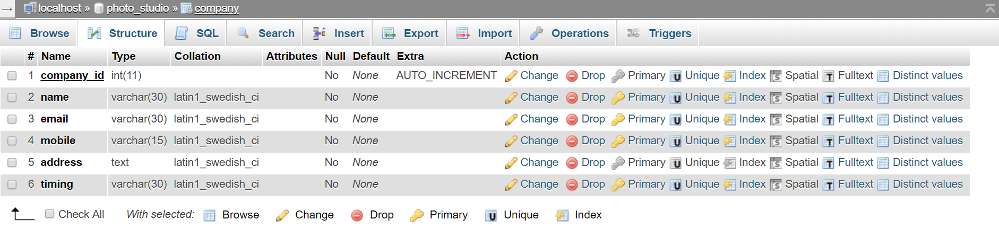 → localhost » photo_studio » company
Browse Structure SQL Search Insert Export Import Operations Triggers
# Name Type Collation Attributes Null Default Extra Action
1 company_id int(11) No None AUTO_INCREMENT Change Drop Primary Unique Index Spatial Fulltext Distinct values
2 name varchar(30) latin1_swedish_ci No None Change Drop Primary Unique Index Spatial Fulltext Distinct values
3 email varchar(30) latin1_swedish_ci No None Change Drop Primary Unique Index Spatial Fulltext Distinct values
4 mobile varchar(15) latin1_swedish_ci No None Change Drop Primary Unique Index Spatial Fulltext Distinct values
5 address text latin1_swedish_ci No None Change Drop Primary Unique Index Spatial Fulltext Distinct values
6 timing varchar(30) latin1_swedish_ci No None Change Drop Primary Unique Index Spatial Fulltext Distinct values
Check All With selected: Browse Change Drop Primary Unique Index